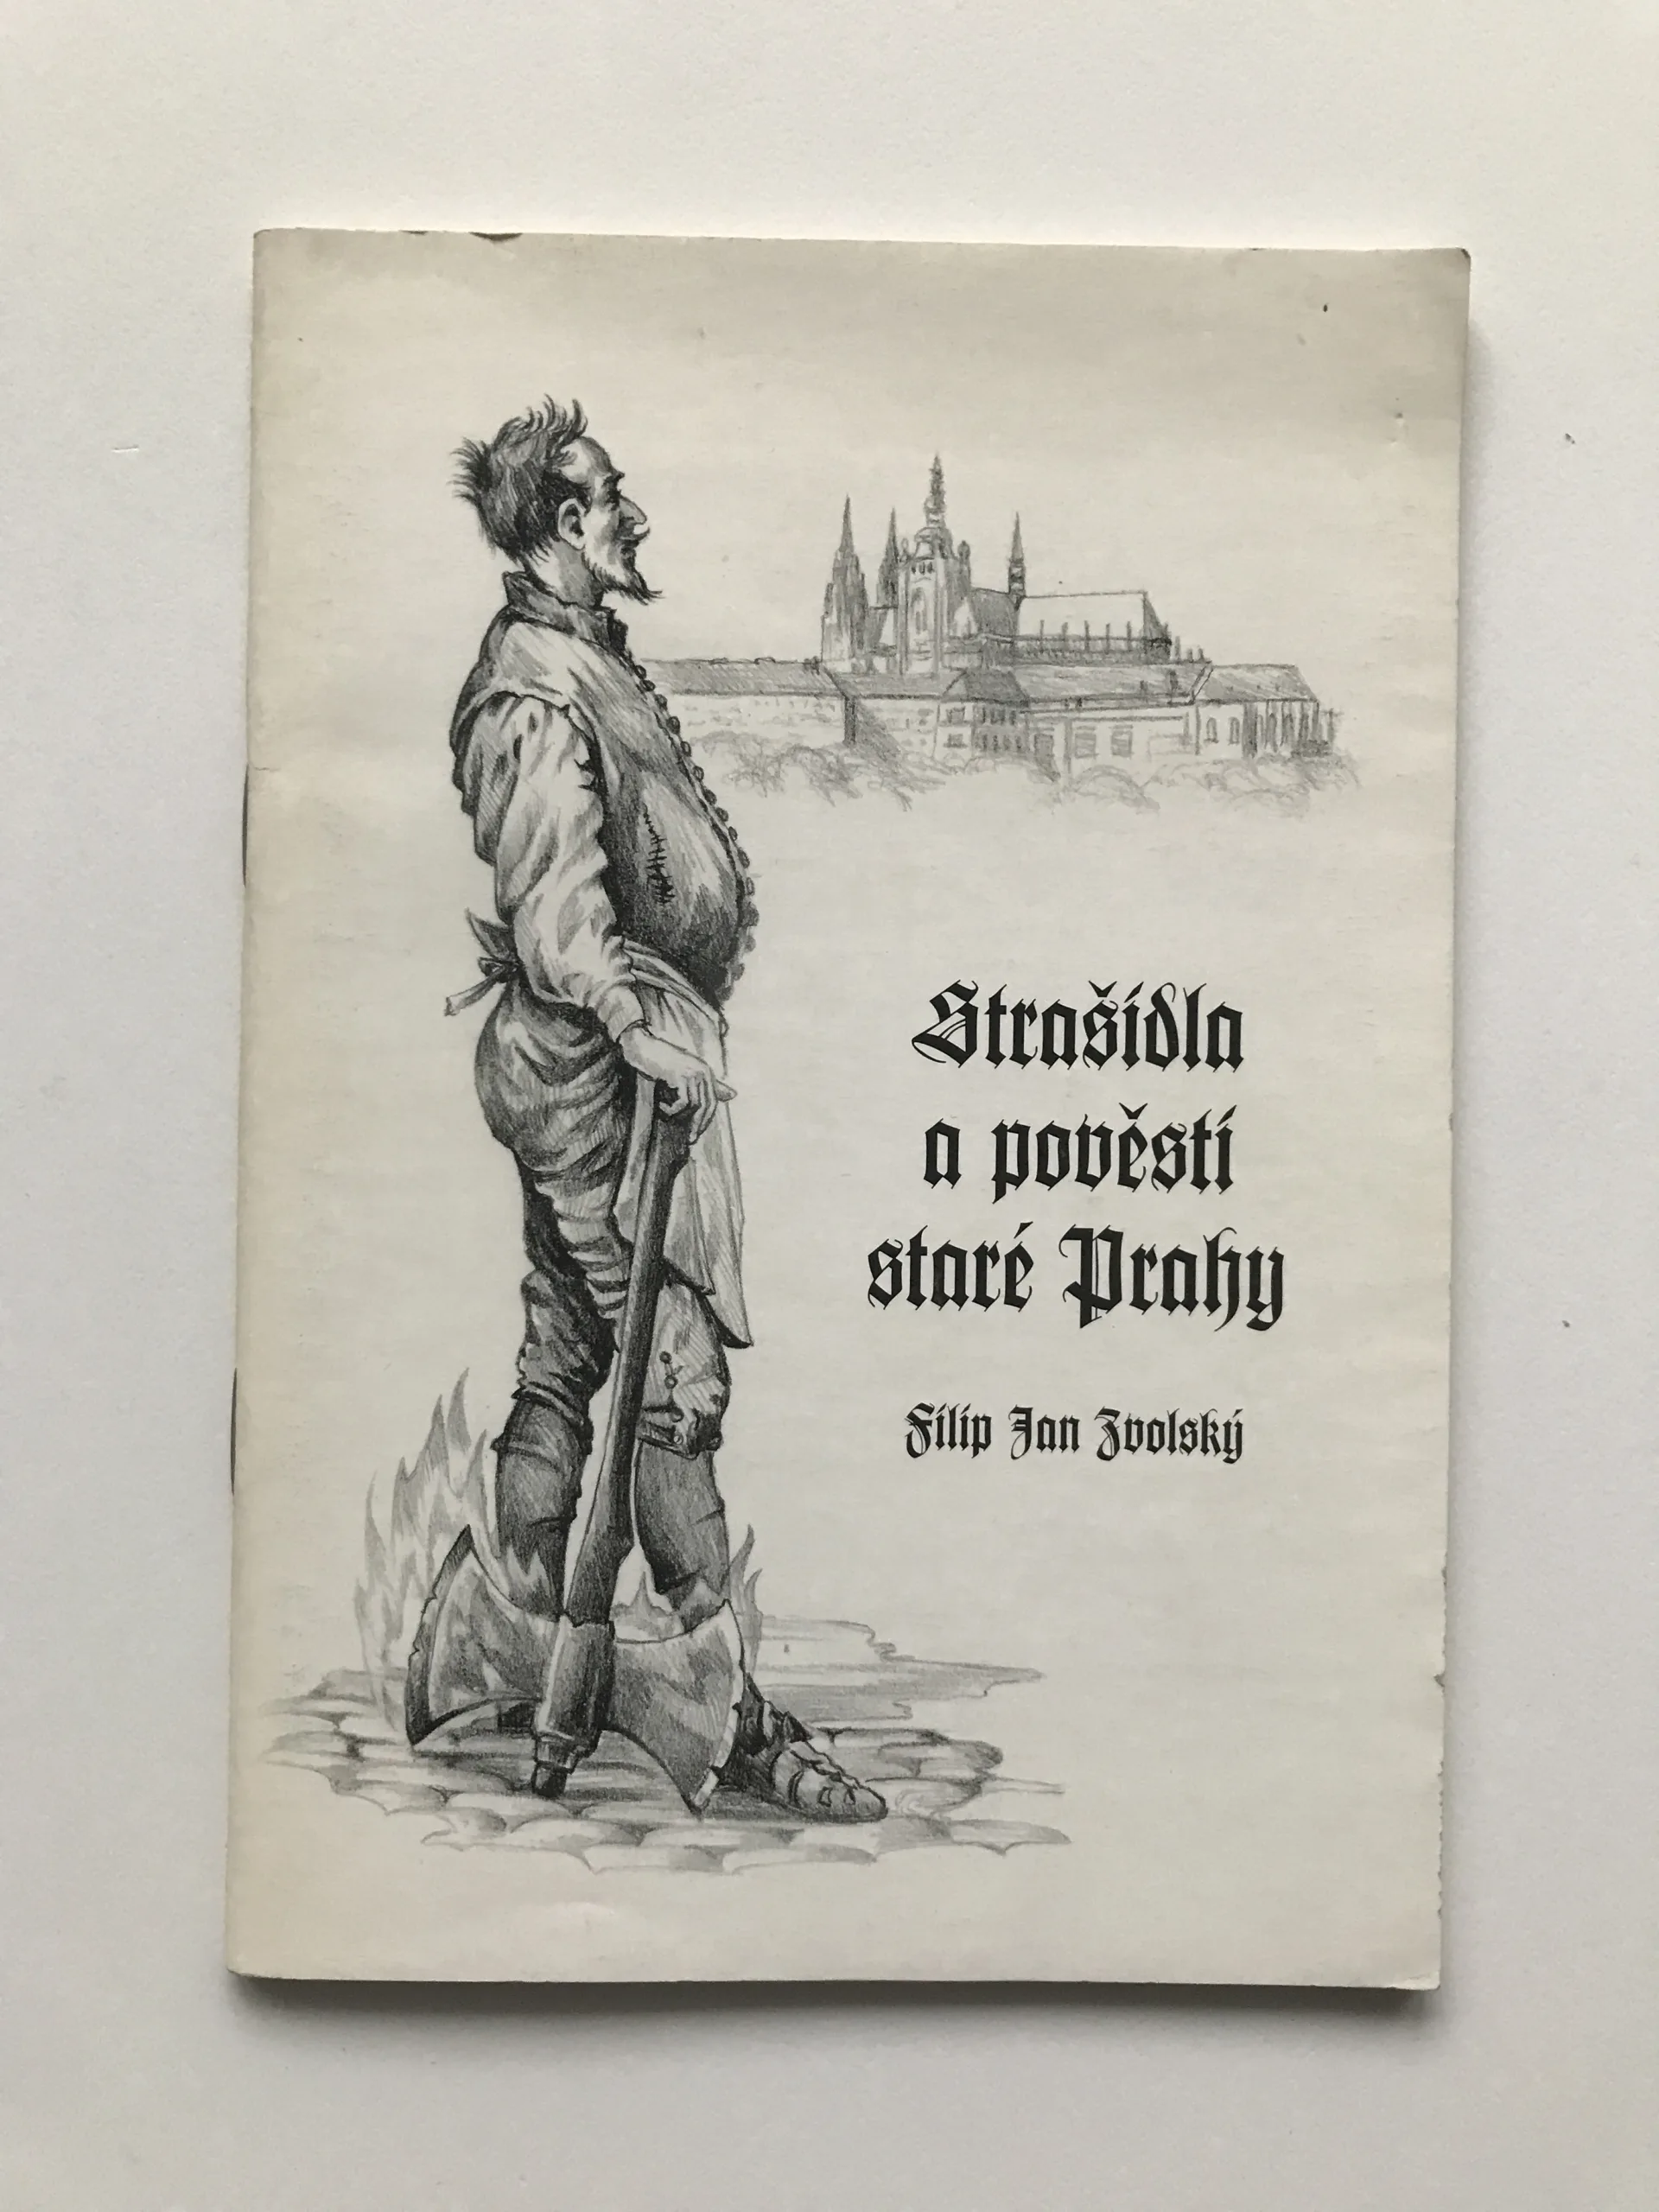 Strašidla
a pověsti
staré Prahy
Filip Jan Zvolský